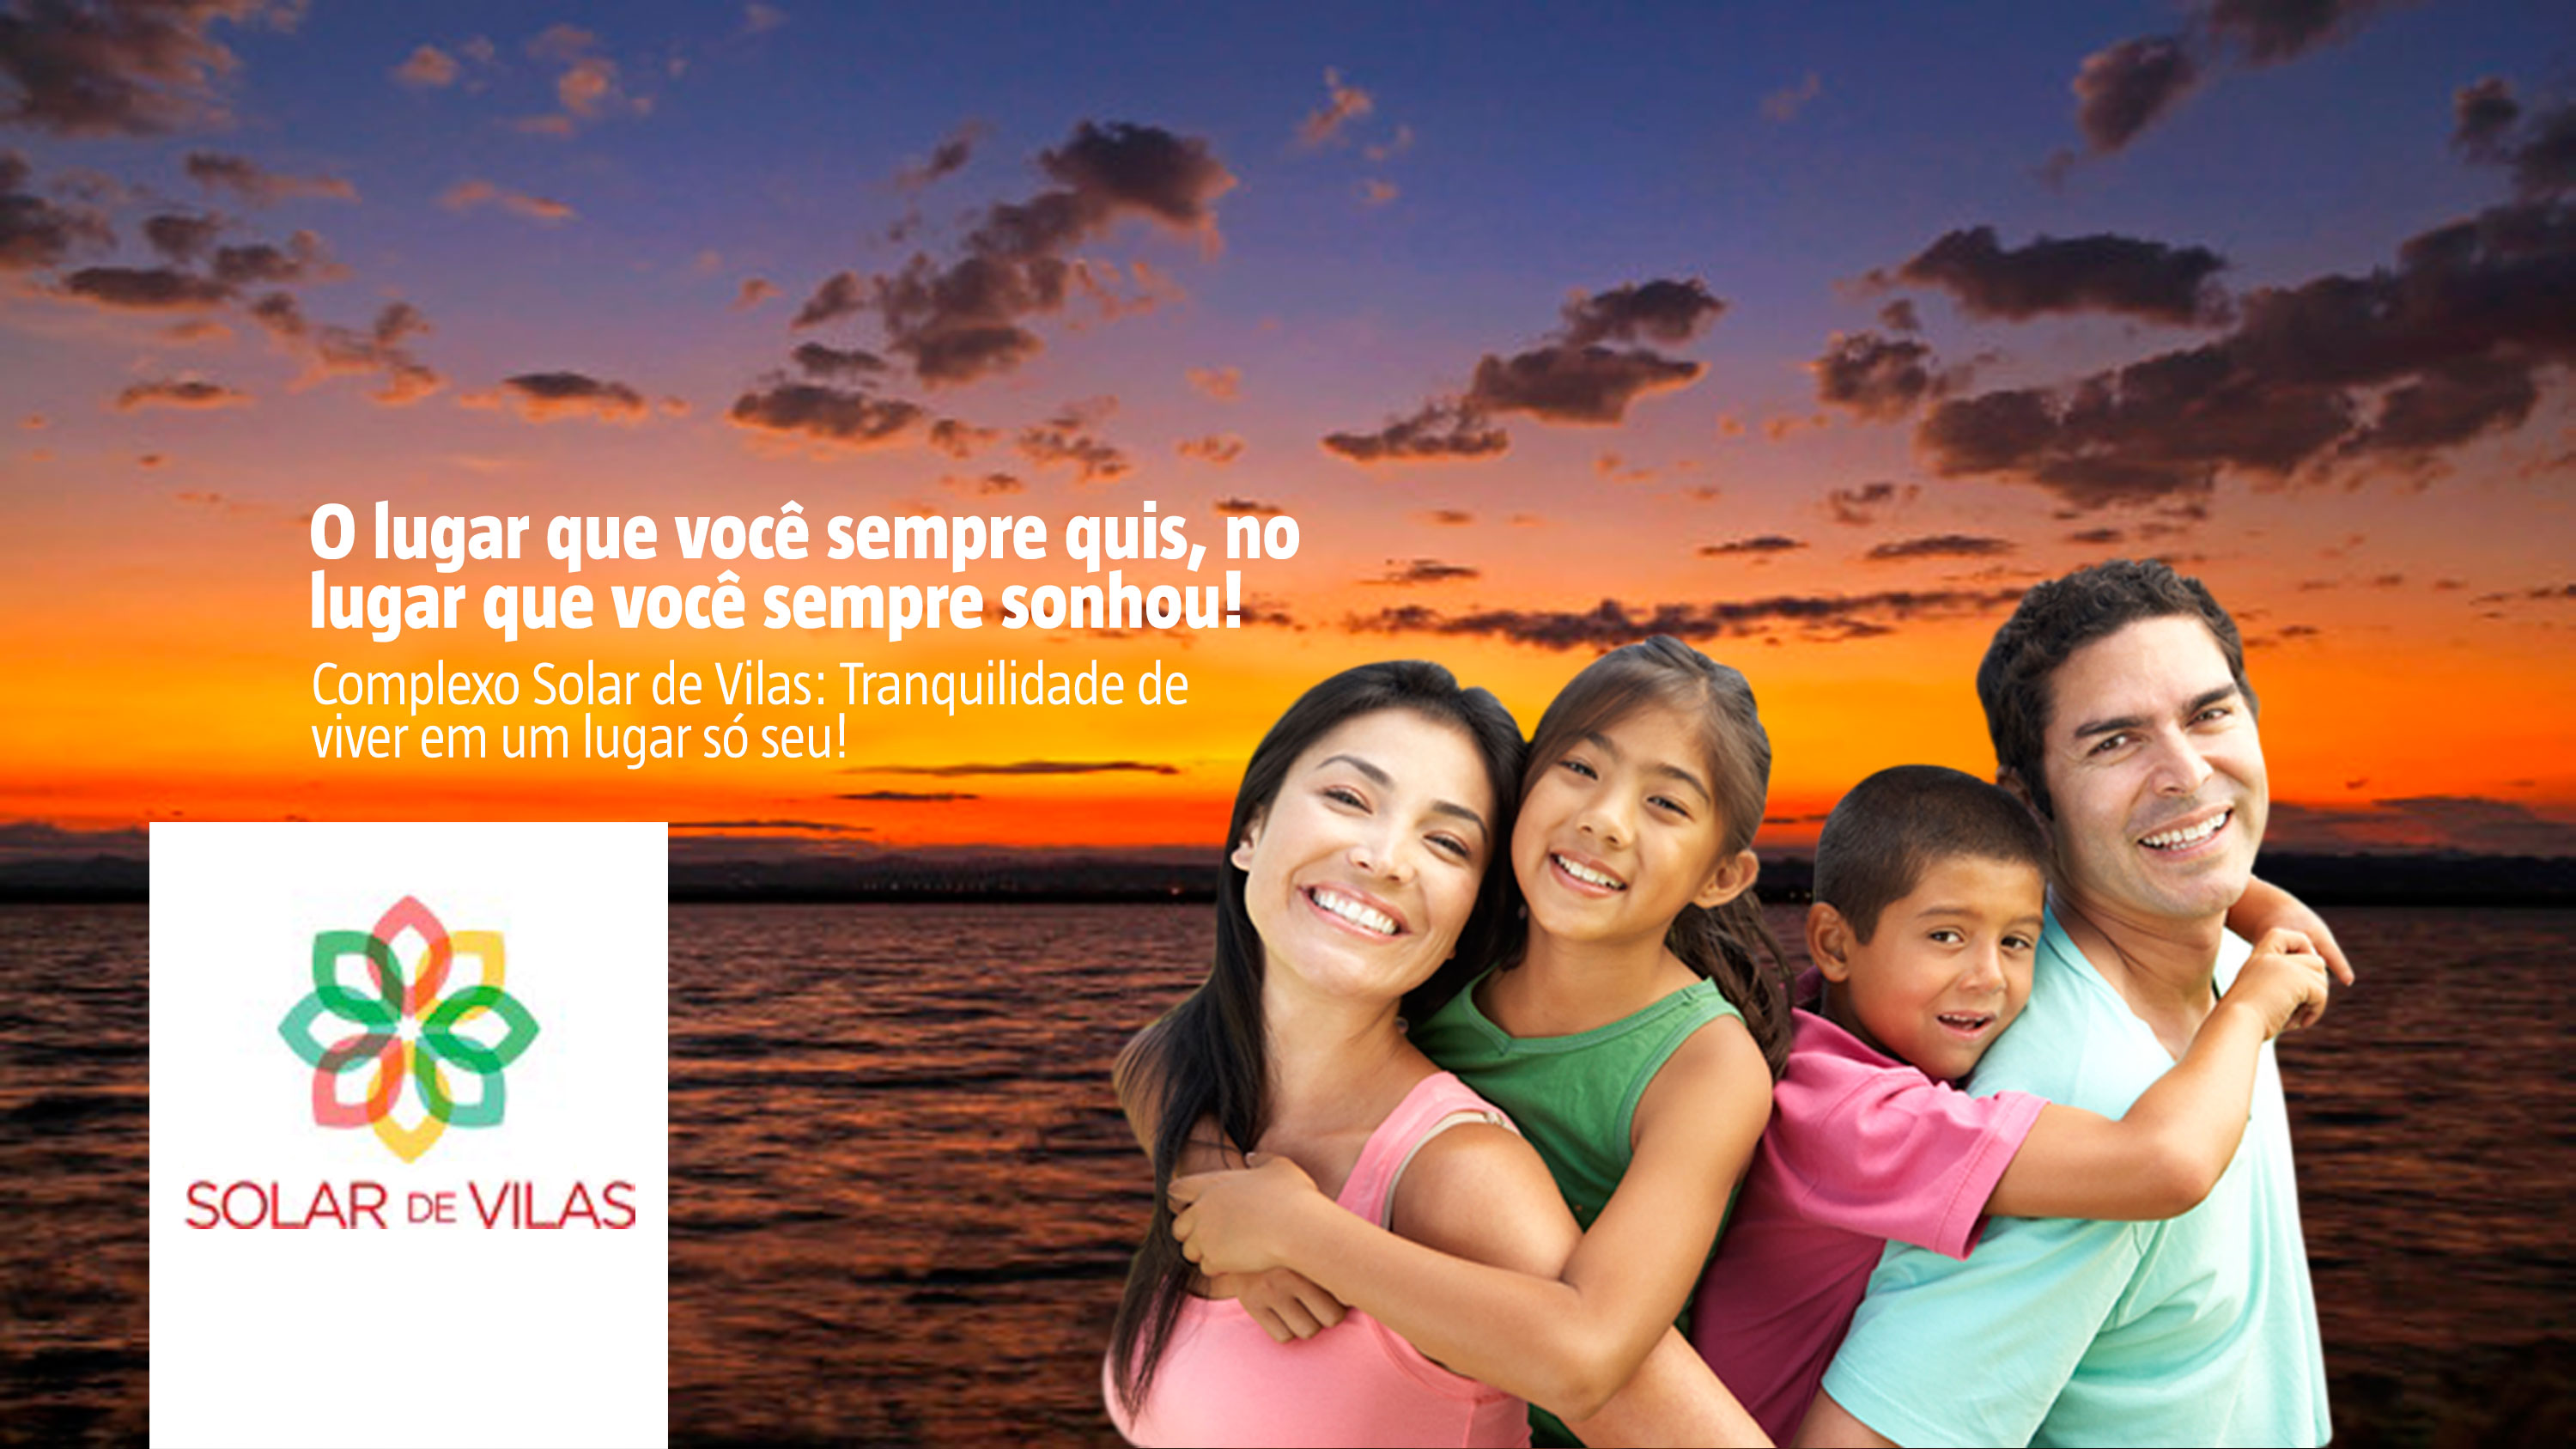 O lugar que você sempre quis, no
lugar que você sempre sonhou!
Complexo Solar de Vilas: Tranquilidade de
viver em um lugar só seu!
SOLAR DE VILAS